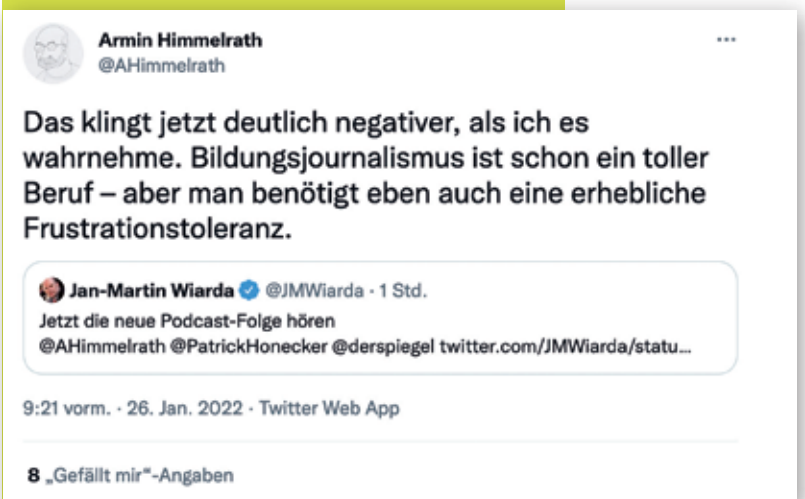 Armin Himmelrath
@AHimmelrath
Das klingt jetzt deutlich negativer, als ich es
wahrnehme. Bildungsjournalismus ist schon ein toller
Beruf – aber man benötigt eben auch eine erhebliche
Frustrationstoleranz.
Jan-Martin Wiarda @JMWiarda · 1 Std.
Jetzt die neue Podcast-Folge hören
@AHimmelrath @PatrickHonecker @derspiegel twitter.com/JMWiarda/statu...
9:21 vorm. · 26. Jan. 2022 · Twitter Web App
8 „Gefällt mir“-Angaben